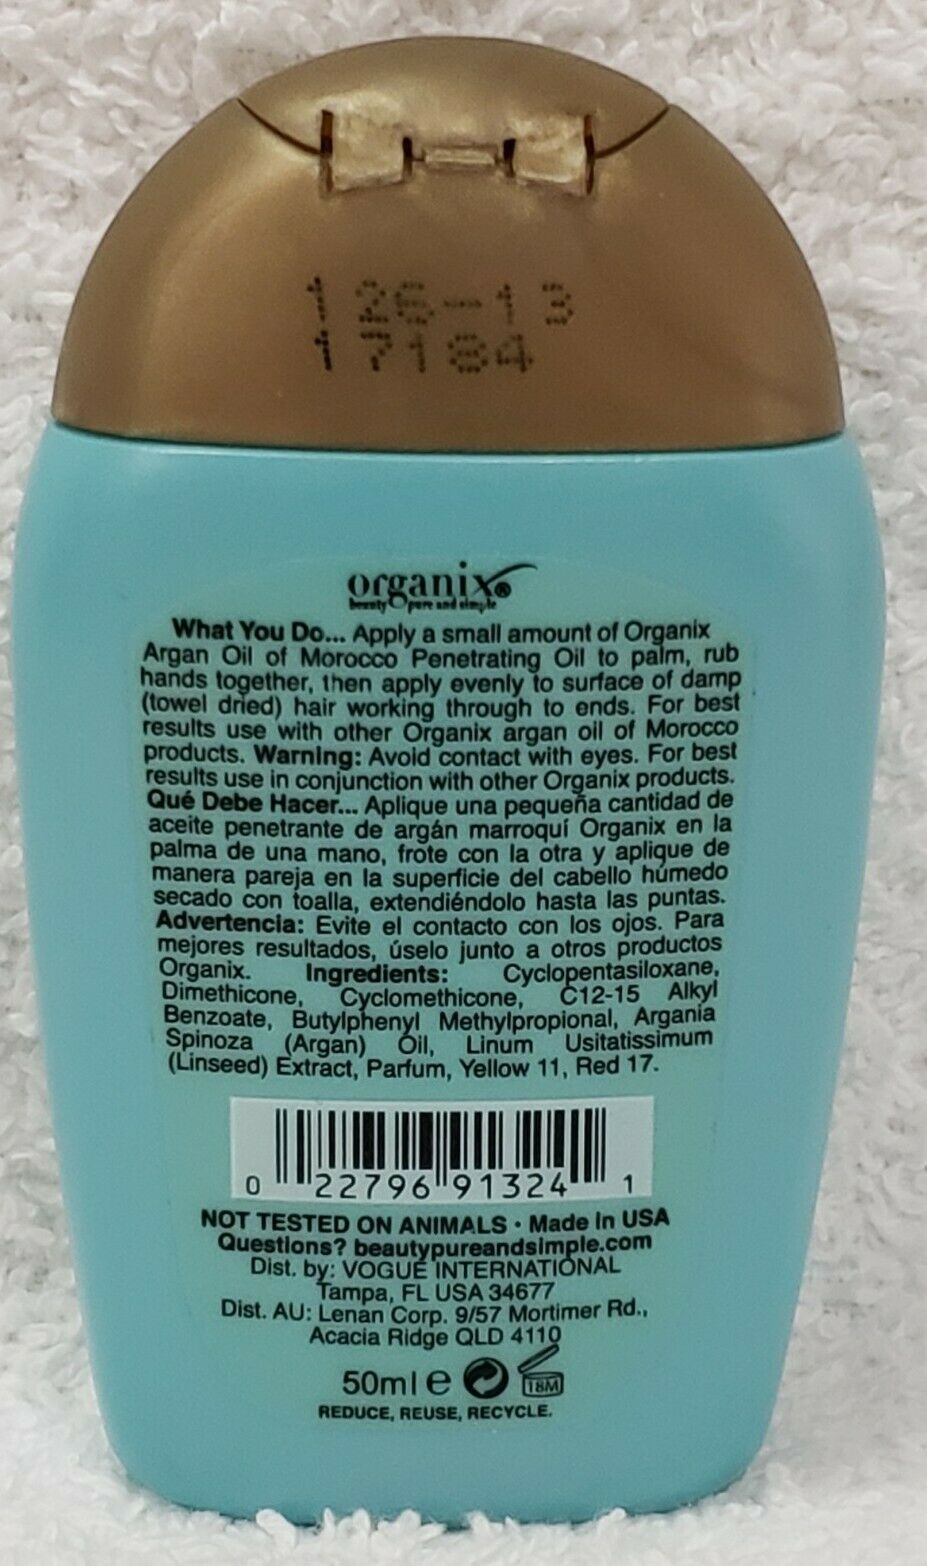 126-13
17184
organix®
beauty pure and simple
What You Do... Apply a small amount of Organix
Argan Oil of Morocco Penetrating Oil to palm, rub
hands together, then apply evenly to surface of damp
(towel dried) hair working through to ends. For best
results use with other Organix argan oil of Morocco
products. Warning: Avoid contact with eyes. For best
results use in conjunction with other Organix products.
Qué Debe Hacer... Aplique una pequeña cantidad de
aceite penetrante de argán marroquí Organix en la
palma de una mano, frote con la otra y aplique de
manera pareja en la superficie del cabello húmedo
secado con toalla, extendiéndolo hasta las puntas.
Advertencia: Evite el contacto con los ojos. Para
mejores resultados, úselo junto a otros productos
Organix. Ingredients: Cyclopentasiloxane,
Dimethicone, Cyclomethicone, C12-15 Alkyl
Benzoate, Butylphenyl Methylpropional, Argania
Spinoza (Argan) Oil, Linum Usitatissimum
(Linseed) Extract, Parfum, Yellow 11, Red 17.
0 22796 91324 1
NOT TESTED ON ANIMALS · Made in USA
Questions? beautypureandsimple.com
Dist. by: VOGUE INTERNATIONAL
Tampa, FL USA 34677
Dist. AU: Lenan Corp. 9/57 Mortimer Rd.,
Acacia Ridge QLD 4110
50ml e 18M
REDUCE, REUSE, RECYCLE.